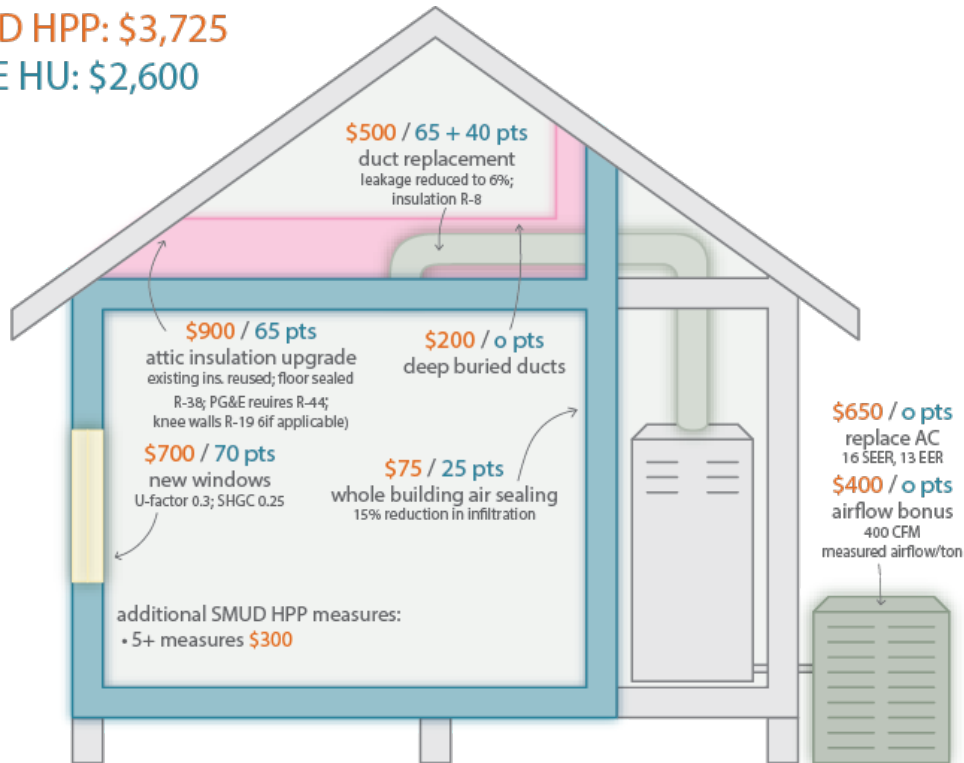 D HPP: $3,725
E HU: $2,600
$500 / 65 + 40 pts
duct replacement
leakage reduced to 6%;
insulation R-8
$900 / 65 pts
attic insulation upgrade
existing ins. reused; floor sealed
R-38; PG&E reuires R-44;
knee walls R-19 6if applicable)
$200 / o pts
deep buried ducts
$700 / 70 pts
new windows
U-factor 0.3; SHGC 0.25
$75 / 25 pts
whole building air sealing
15% reduction in infiltration
$650 / o pts
replace AC
16 SEER, 13 EER
$400 / o pts
airflow bonus
400 CFM
measured airflow/ton
additional SMUD HPP measures:
• 5+ measures $300